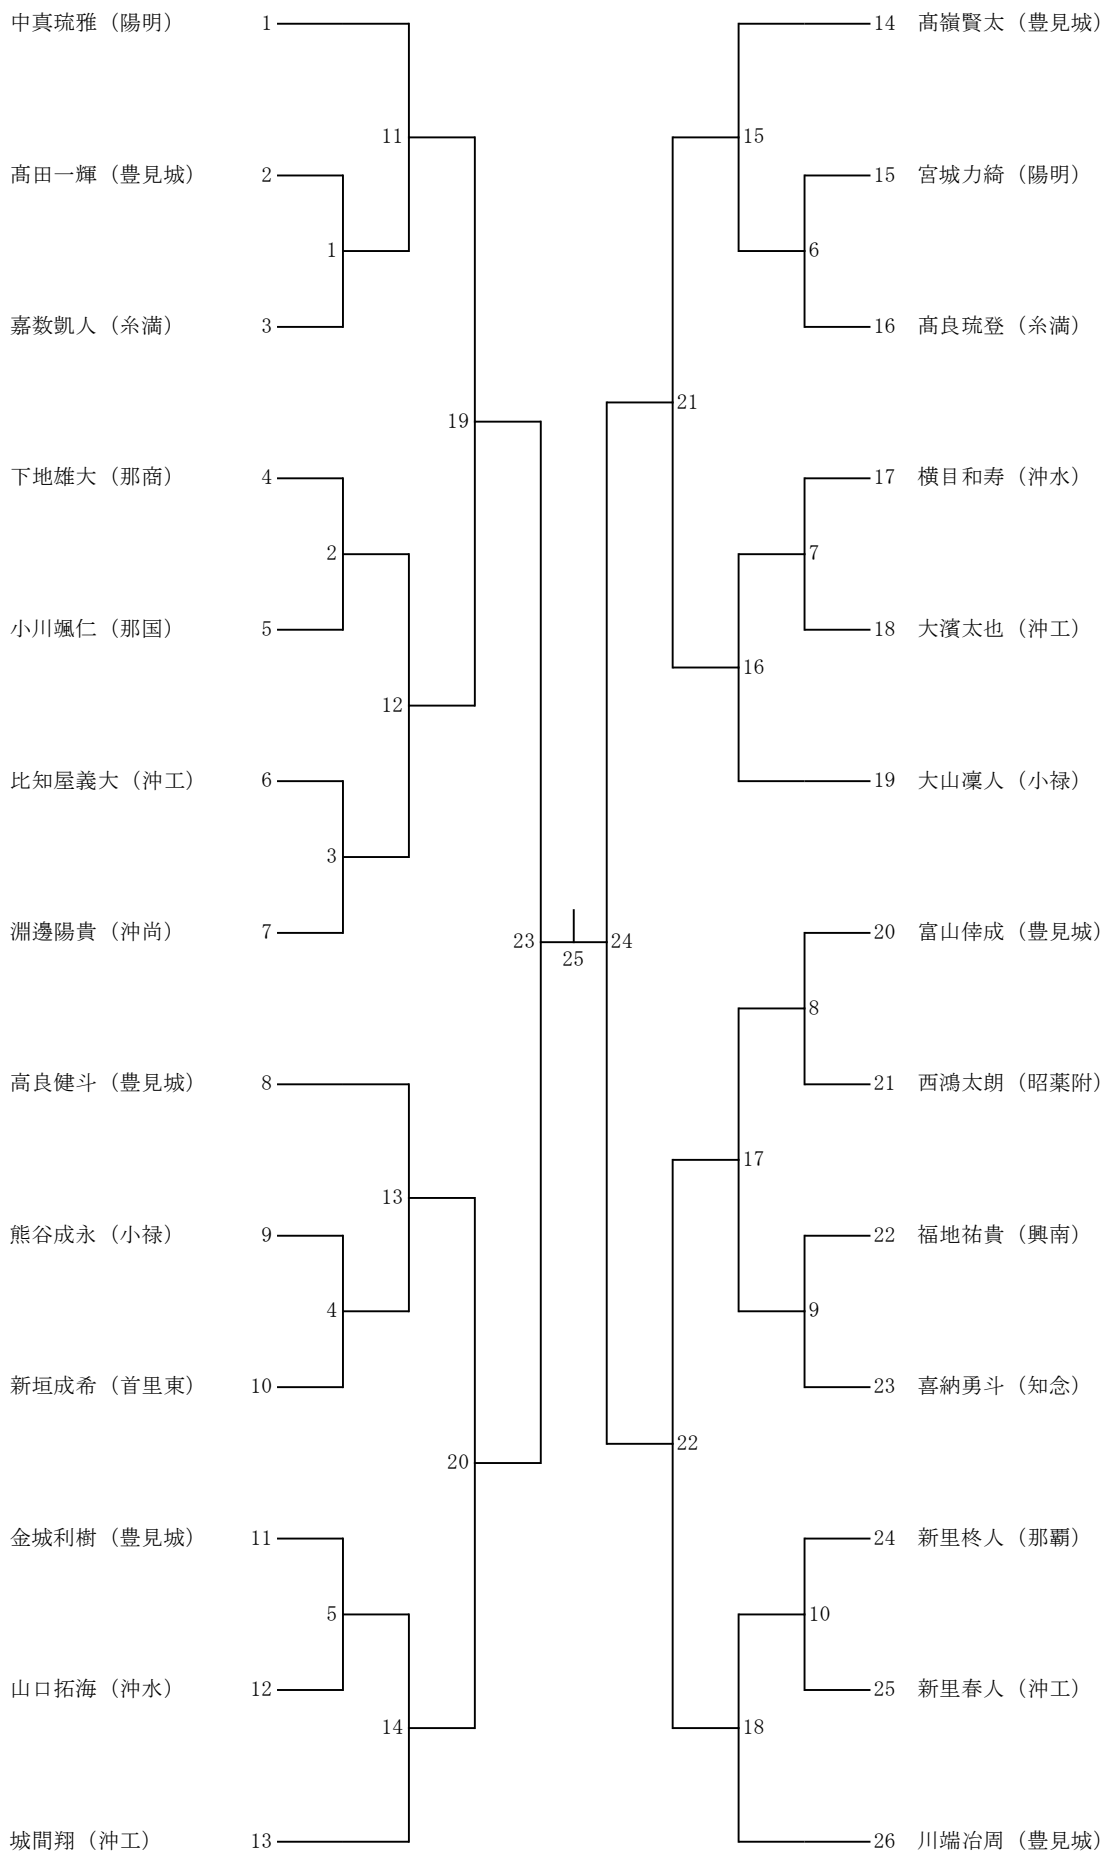 中真琉雅（陽明） 1
髙田一輝（豊見城） 2
嘉数凱人（糸満） 3
下地雄大（那商） 4
小川颯仁（那国） 5
比知屋義大（沖工） 6
淵邊陽貴（沖尚） 7
高良健斗（豊見城） 8
熊谷成永（小禄） 9
新垣成希（首里東） 10
金城利樹（豊見城） 11
山口拓海（沖水） 12
城間翔（沖工） 13
1
2
3
4
5
11
12
13
14
19
20
23
25
24
21
22
15
16
17
18
6
7
8
9
10
14 髙嶺賢太（豊見城）
15 宮城力綺（陽明）
16 髙良琉登（糸満）
17 横目和寿（沖水）
18 大濱太也（沖工）
19 大山凜人（小禄）
20 富山倖成（豊見城）
21 西鴻太朗（昭薬附）
22 福地祐貴（興南）
23 喜納勇斗（知念）
24 新里柊人（那覇）
25 新里春人（沖工）
26 川端冶周（豊見城）